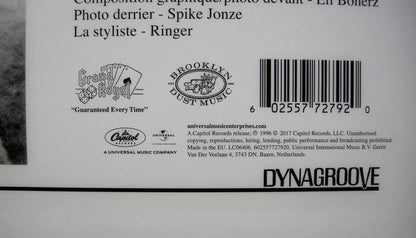 Composition graphique/photo devant - Eli Bonerz
Photo derrier - Spike Jonze
La styliste - Ringer
Grand Royal
"Guaranteed Every Time"
BROOKLYN
DUST MUSIC
6 02557 72792 0
Capitol
RECORDS
UNIVERSAL
A UNIVERSAL MUSIC COMPANY
universalmusicenterprises.com
A Capitol Records release; ℗ 1996 © 2017 Capitol Records, LLC. Unauthorised
copying, reproductions, hiring, lending, public performance and broadcasting prohibited.
Made in the EU. LC06406. 602557727920. Universal International Music B.V. Gerrit
Van Der Veelaan 4, 3743 DN, Baarn, Netherlands.
DYNAGROOVE